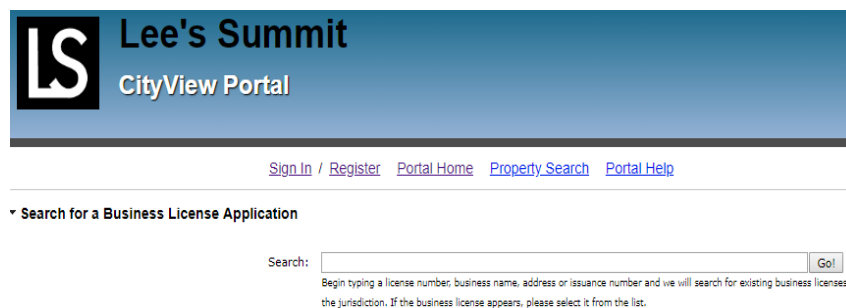 LS
Lee's Summit
CityView Portal
Sign In / Register Portal Home Property Search Portal Help
Search for a Business License Application
Search: Go!
Begin typing a license number, business name, address or issuance number and we will search for existing business licenses
the jurisdiction. If the business license appears, please select it from the list.